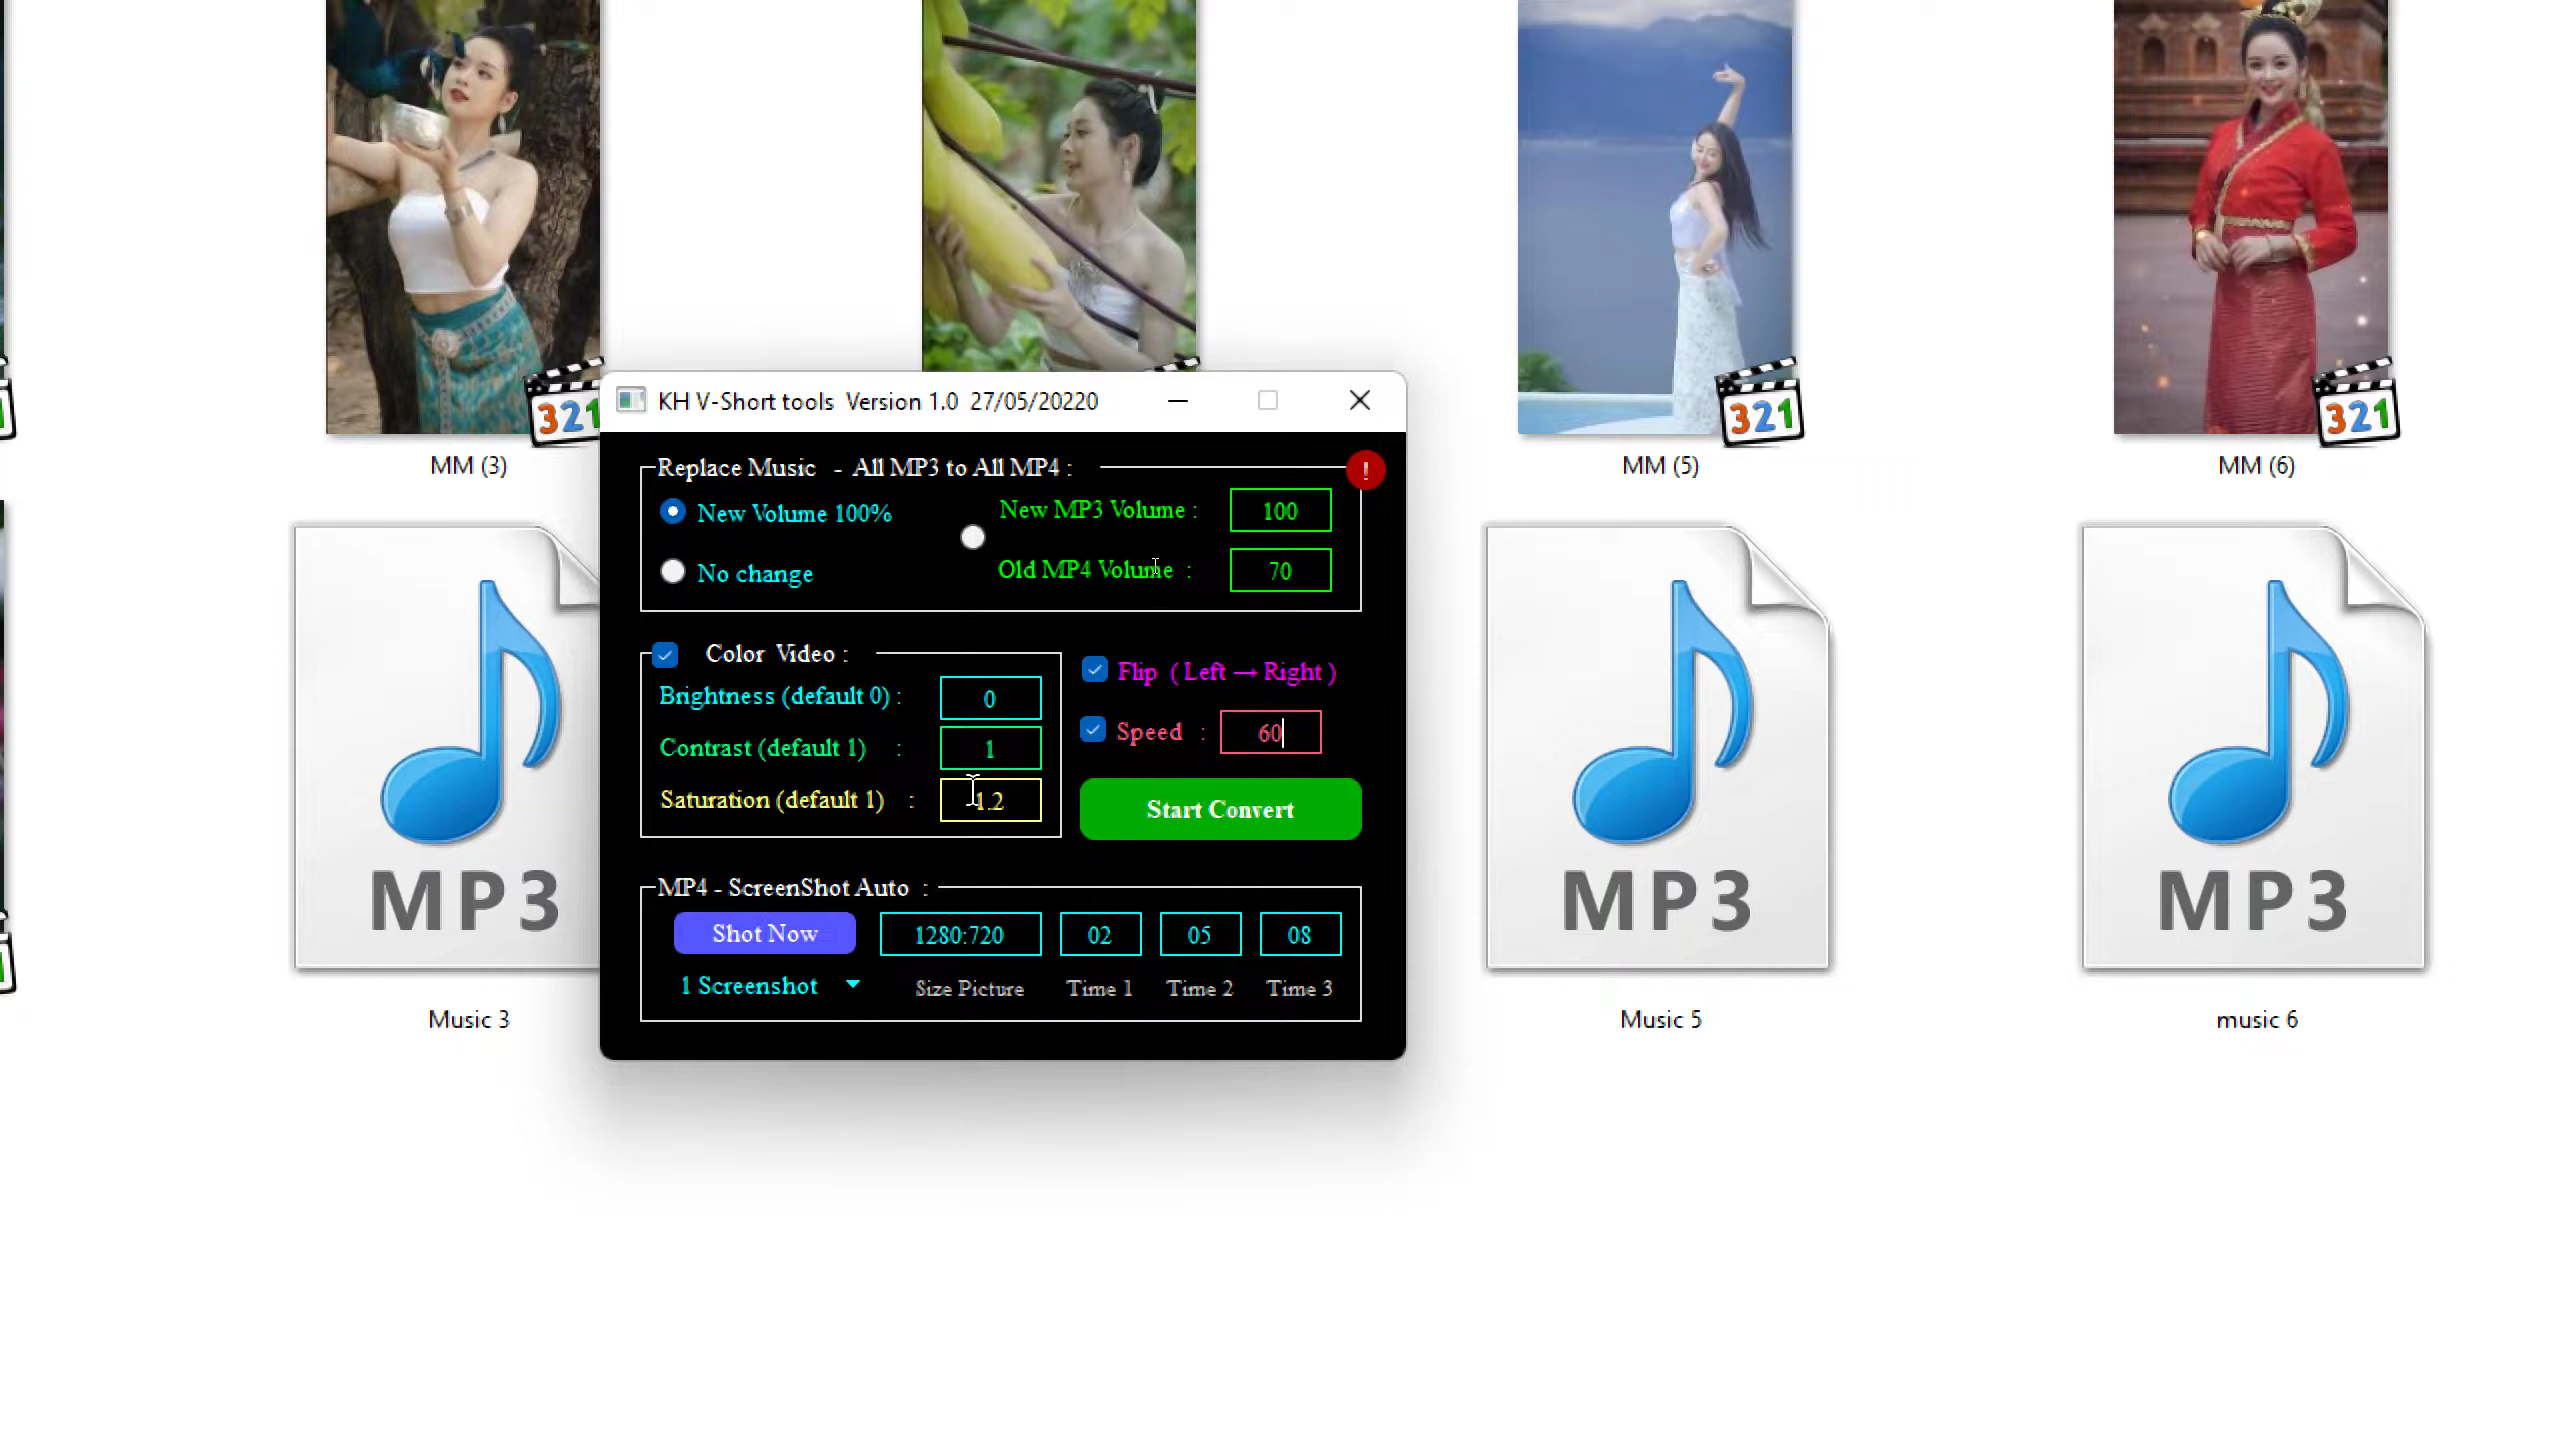 321
321
321
MM (3)
MM (5)
MM (6)
KH V-Short tools Version 1.0 27/05/20220
Replace Music - All MP3 to All MP4 :
!
New Volume 100%
No change
New MP3 Volume : 100
Old MP4 Volume : 70
Color Video :
Brightness (default 0) : 0
Contrast (default 1) : 1
Saturation (default 1) : 1.2
Flip ( Left → Right )
Speed : 60
Start Convert
MP4 - ScreenShot Auto :
Shot Now
1280:720
02
05
08
1 Screenshot
Size Picture
Time 1
Time 2
Time 3
MP3
MP3
MP3
Music 3
Music 5
music 6